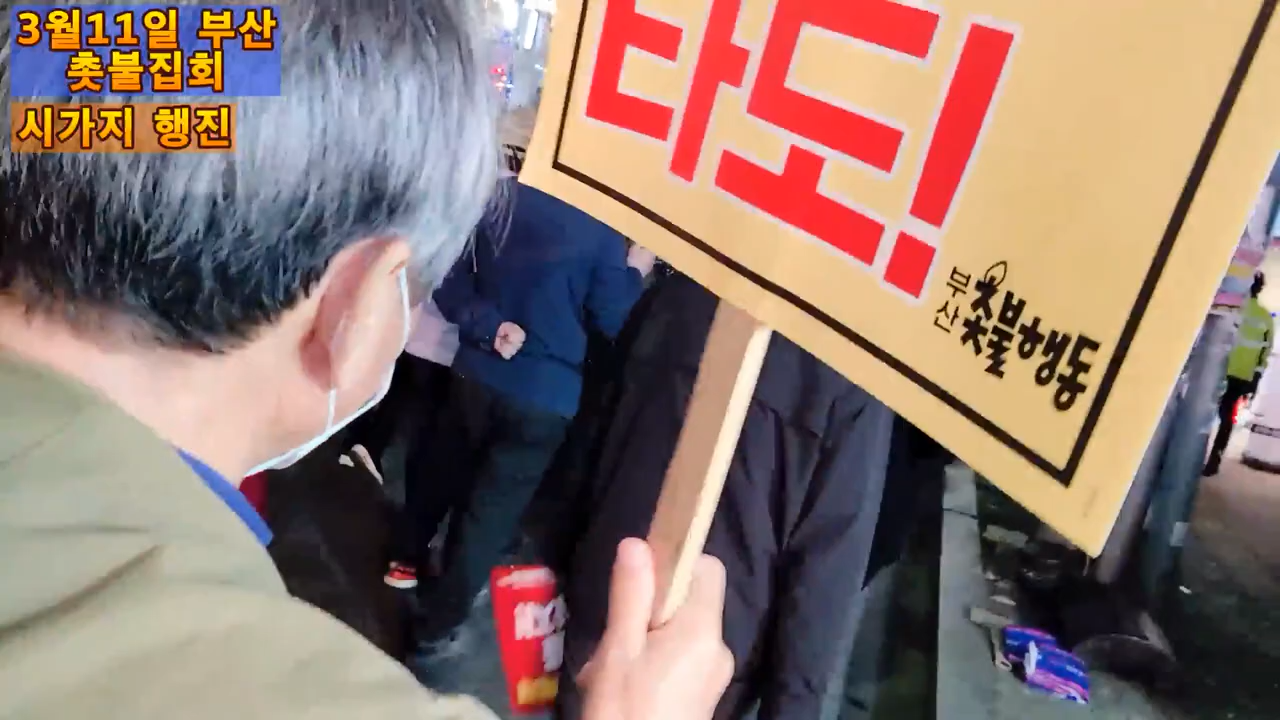 3월11일 부산
촛불집회
시가지 행진
타도!
부산
촛불행동